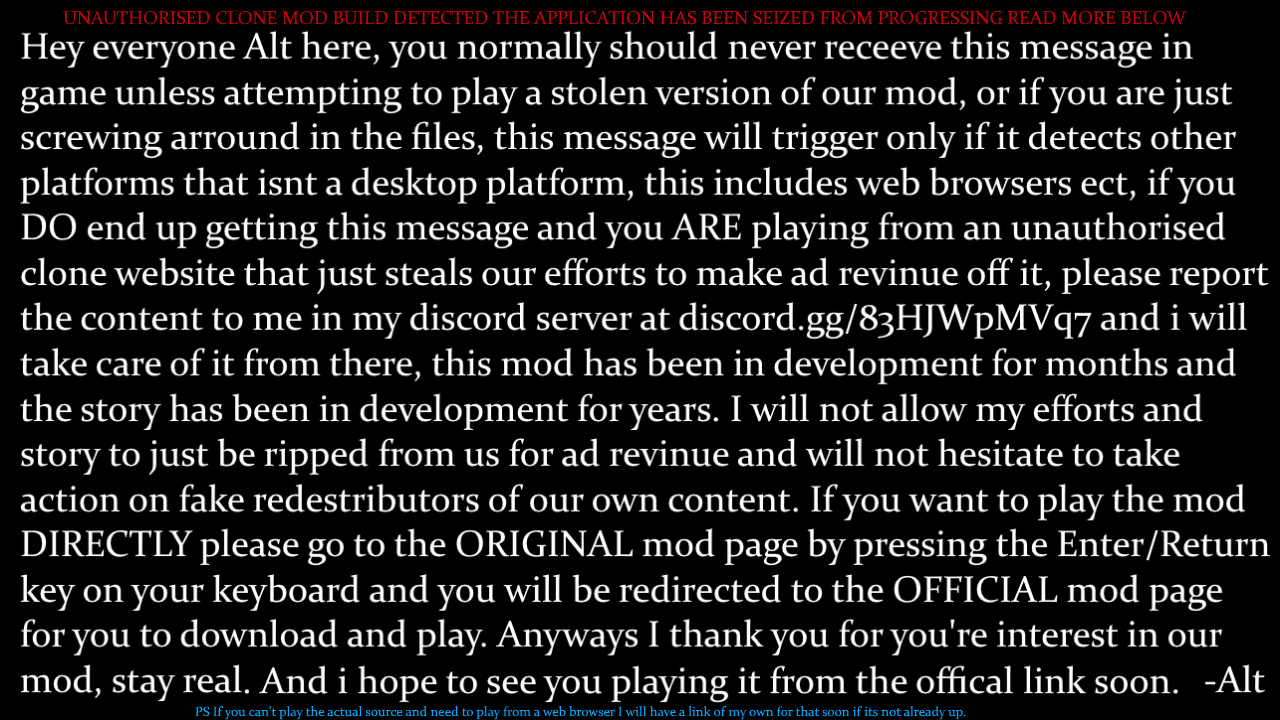 UNAUTHORISED CLONE MOD BUILD DETECTED THE APPLICATION HAS BEEN SEIZED FROM PROGRESSING READ MORE BELOW
Hey everyone Alt here, you normally should never receeve this message in
game unless attempting to play a stolen version of our mod, or if you are just
screwing arround in the files, this message will trigger only if it detects other
platforms that isnt a desktop platform, this includes web browsers ect, if you
DO end up getting this message and you ARE playing from an unauthorised
clone website that just steals our efforts to make ad revinue off it, please report
the content to me in my discord server at discord.gg/83HJWpMVq7 and i will
take care of it from there, this mod has been in development for months and
the story has been in development for years. I will not allow my efforts and
story to just be ripped from us for ad revinue and will not hesitate to take
action on fake redestributors of our own content. If you want to play the mod
DIRECTLY please go to the ORIGINAL mod page by pressing the Enter/Return
key on your keyboard and you will be redirected to the OFFICIAL mod page
for you to download and play. Anyways I thank you for you're interest in our
mod, stay real. And i hope to see you playing it from the offical link soon. -Alt
PS If you can't play the actual source and need to play from a web browser I will have a link of my own for that soon if its not already up.